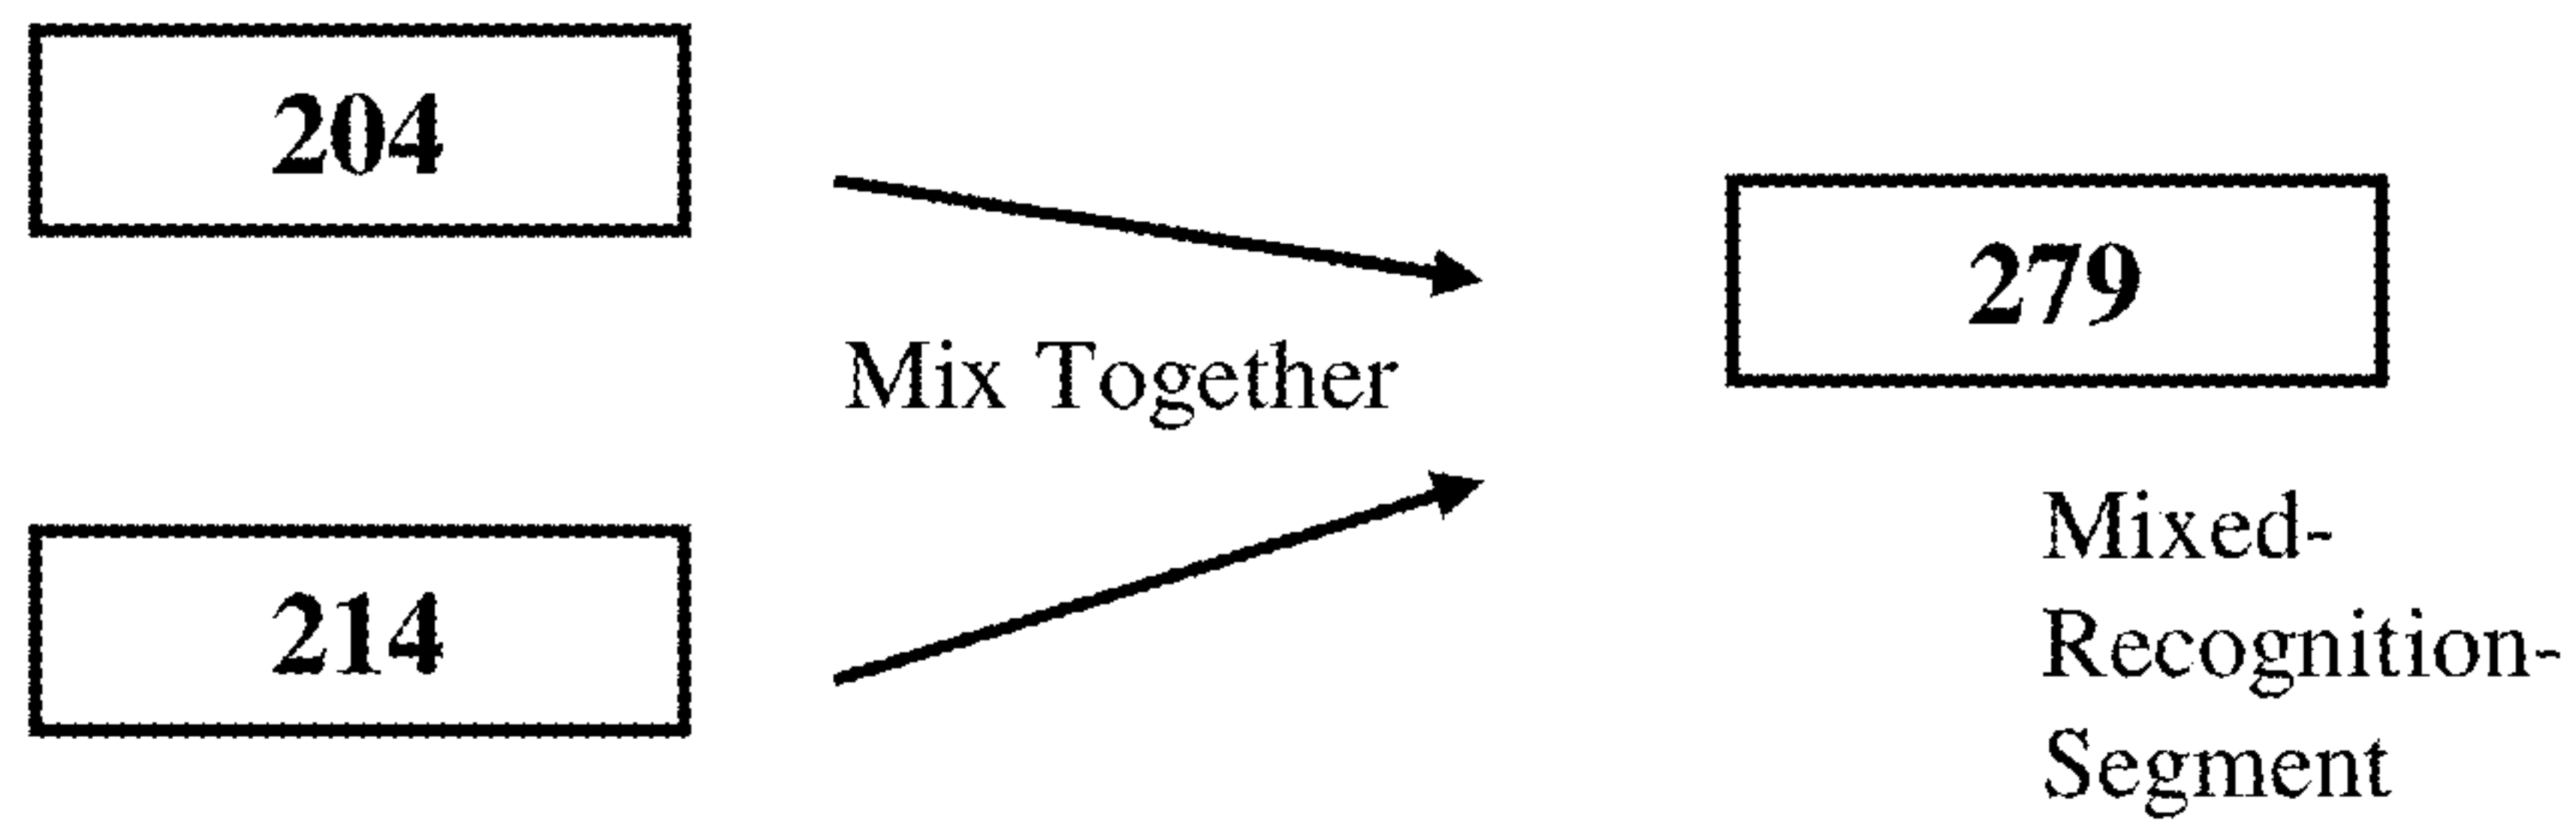 204
279
Mix Together
214
Mixed-
Recognition-
Segment